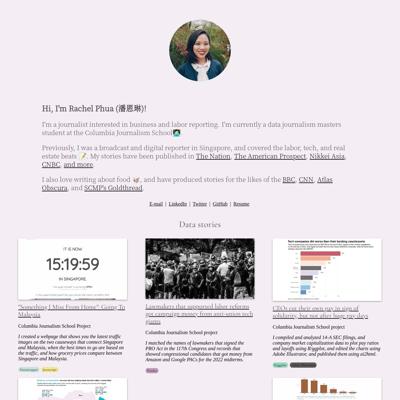 Hi, I'm Rachel Phua (潘恩琳)!
I'm a journalist interested in business and labor reporting. I'm currently a data journalism masters
student at the Columbia Journalism School
Previously, I was a broadcast and digital reporter in Singapore, and covered the labor, tech, and real
estate beats 📝. My stories have been published in The Nation, The American Prospect, Nikkei Asia,
CNBC, and more.
I also love writing about food 🍜, and have produced stories for the likes of the BBC, CNN, Atlas
Obscura, and SCMP's Goldthread.
E-mail | LinkedIn | Twitter | GitHub | Resume
Data stories
IT IS NOW
15:19:59
IN SINGAPORE.
"Something I Miss From Home": Going To
Malaysia
Columbia Journalism School Project
I created a webpage that shows you the latest traffic
images on the two causeways that connect Singapore
and Malaysia, when the best times to go are based on
the traffic, and how grocery prices compare between
Singapore and Malaysia.
Lawmakers that supported labor reforms
got campaign money from anti-union tech
giants
Columbia Journalism School Project
I matched the names of lawmakers that signed the
PRO Act in the 117th Congress and records that
showed congressional candidates that got money from
Amazon and Google PACs for the 2022 midterms.
Tech companies did worse than their lending counterparts
CEOs cut their own pay in sign of
solidarity, but not after huge pay days
Columbia Journalism School project
I compiled and analyzed 14-A SEC filings, and
company market capitalization data to plot pay ratios
and layoffs using R/ggplot, and edited the charts using
Adobe Illustrator, and published them using ai2html.